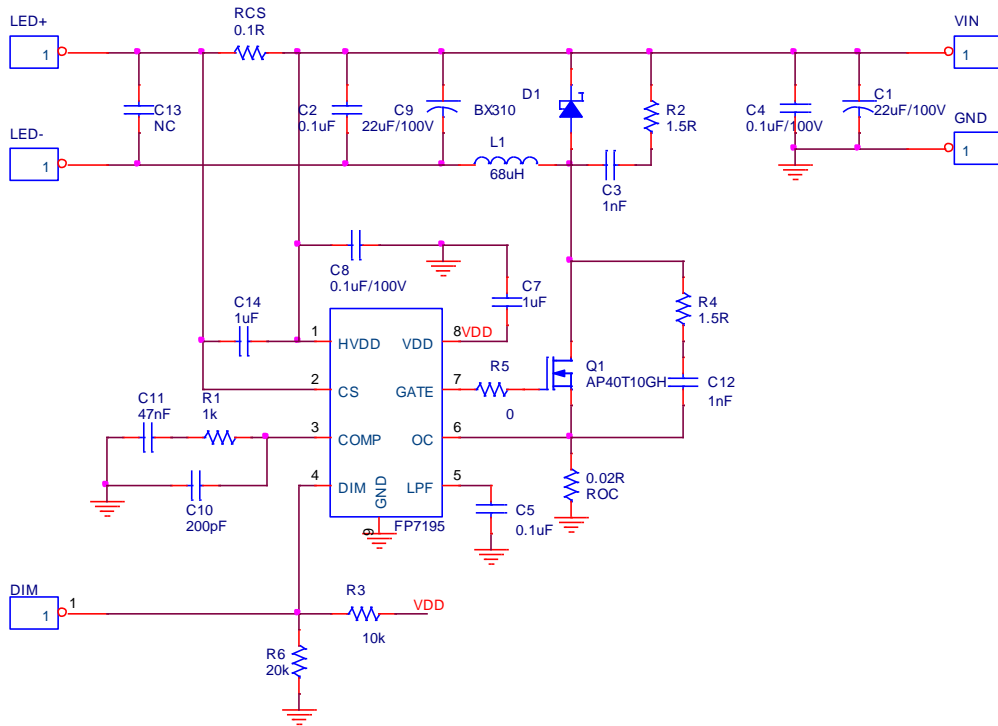 LED+
RCS
0.1R
VIN
1
1
C13
NC
C2
0.1uF
C9
22uF/100V
BX310
D1
R2
1.5R
C4
0.1uF/100V
C1
22uF/100V
LED-
GND
1
1
L1
68uH
C3
1nF
C8
0.1uF/100V
C7
1uF
C14
1uF
R4
1.5R
1
HVDD
VDD
8
VDD
2
CS
GATE
7
R5
0
Q1
AP40T10GH
C12
1nF
C11
47nF
R1
1k
3
COMP
OC
6
4
DIM
GND
LPF
5
9
FP7195
C10
200pF
C5
0.1uF
0.02R
ROC
DIM
1
1
R3
10k
VDD
R6
20k